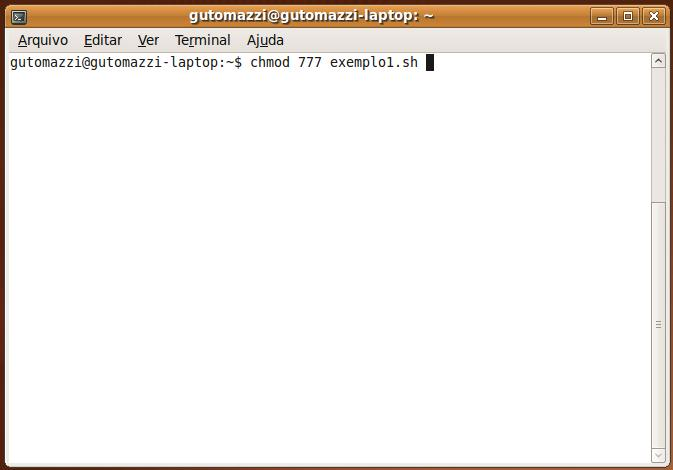 gutomazzi@gutomazzi-laptop: ~
Arquivo Editar Ver Terminal Ajuda
gutomazzi@gutomazzi-laptop:~$ chmod 777 exemplo1.sh